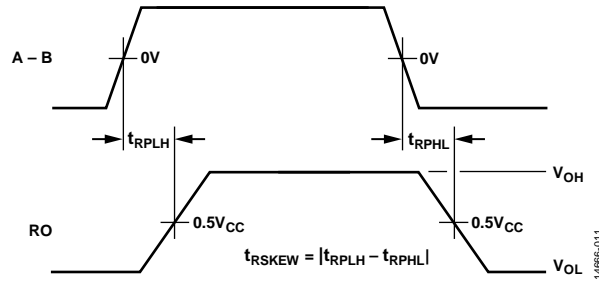 A – B
0V
0V
tRPLH
tRPHL
VOH
RO
0.5VCC
0.5VCC
tRSKEW = |tRPLH – tRPHL|
VOL
14666-011